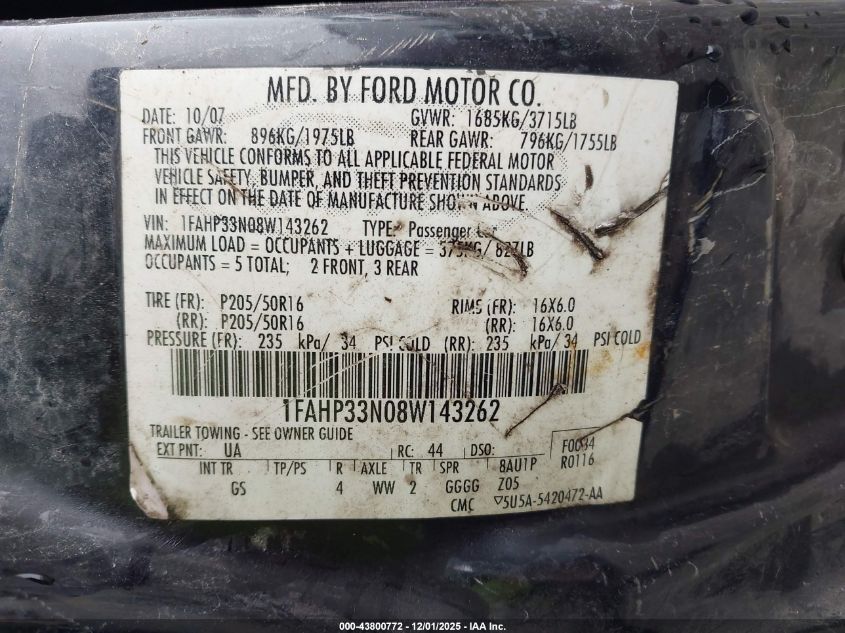 MFD. BY FORD MOTOR CO.
DATE: 10/07 GVWR: 1685KG/3715LB
FRONT GAWR: 896KG/1975LB REAR GAWR: 796KG/1755LB
THIS VEHICLE CONFORMS TO ALL APPLICABLE FEDERAL MOTOR
VEHICLE SAFETY, BUMPER, AND THEFT PREVENTION STANDARDS
IN EFFECT ON THE DATE OF MANUFACTURE SHOWN ABOVE.
VIN: 1FAHP33N08W143262 TYPE: Passenger Car
MAXIMUM LOAD = OCCUPANTS + LUGGAGE = 375KG/ 827LB
OCCUPANTS = 5 TOTAL; 2 FRONT, 3 REAR
TIRE (FR): P205/50R16 RIMS (FR): 16X6.0
(RR): P205/50R16 (RR): 16X6.0
PRESSURE (FR): 235 kPa/ 34 PSI COLD (RR): 235 kPa/ 34 PSI COLD
1FAHP33N08W143262
TRAILER TOWING - SEE OWNER GUIDE
EXT PNT: UA RC: 44 DSO: F0034
R0116
INT TR TP/PS R AXLE TR SPR 8AU1P
GS 4 WW 2 GGGG Z05
CMC ▽5U5A-5420472-AA
000-43800772 - 12/01/2025 - IAA Inc.